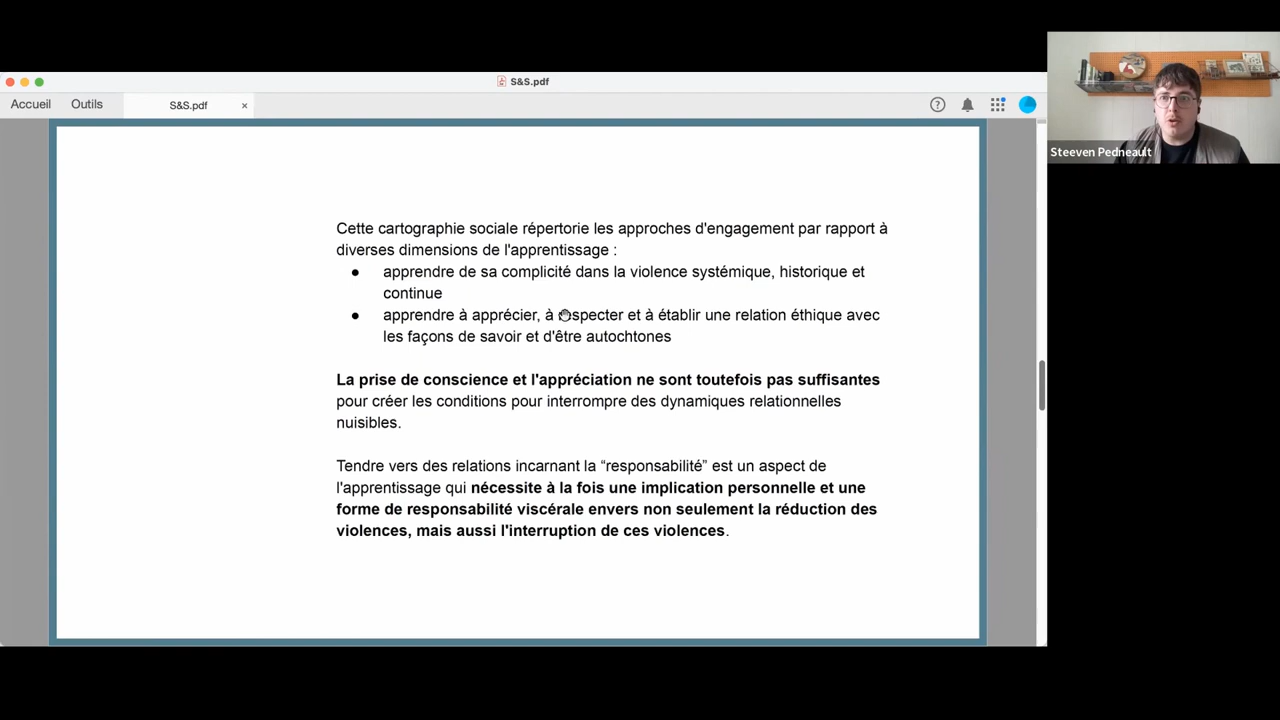 S&S.pdf
Accueil Outils S&S.pdf ×
?
Steeven Pedneault
Cette cartographie sociale répertorie les approches d'engagement par rapport à
diverses dimensions de l'apprentissage :
● apprendre de sa complicité dans la violence systémique, historique et
continue
● apprendre à apprécier, à respecter et à établir une relation éthique avec
les façons de savoir et d'être autochtones
La prise de conscience et l'appréciation ne sont toutefois pas suffisantes
pour créer les conditions pour interrompre des dynamiques relationnelles
nuisibles.
Tendre vers des relations incarnant la “responsabilité” est un aspect de
l'apprentissage qui nécessite à la fois une implication personnelle et une
forme de responsabilité viscérale envers non seulement la réduction des
violences, mais aussi l'interruption de ces violences.